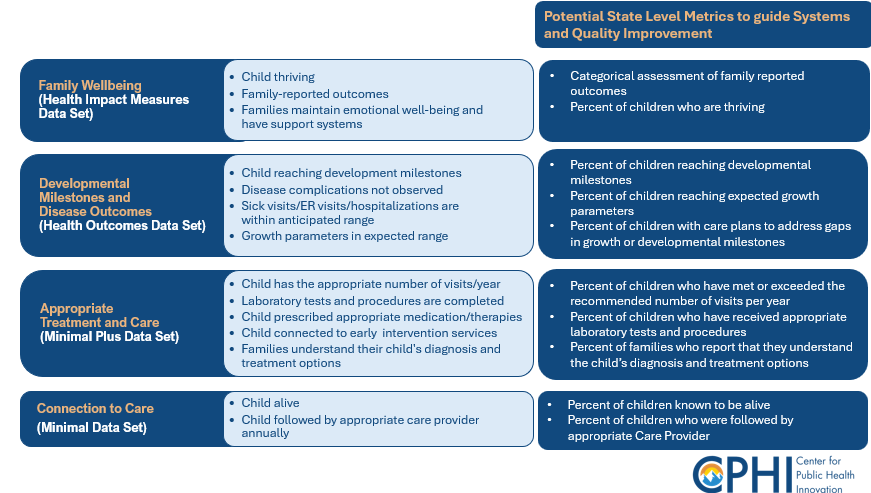 Potential State Level Metrics to guide Systems
and Quality Improvement
Family Wellbeing
(Health Impact Measures
Data Set)
• Child thriving
• Family-reported outcomes
• Families maintain emotional well-being and
have support systems
• Categorical assessment of family reported
outcomes
• Percent of children who are thriving
Developmental
Milestones and
Disease Outcomes
(Health Outcomes Data Set)
• Child reaching development milestones
• Disease complications not observed
• Sick visits/ER visits/hospitalizations are
within anticipated range
• Growth parameters in expected range
• Percent of children reaching developmental
milestones
• Percent of children reaching expected growth
parameters
• Percent of children with care plans to address gaps
in growth or developmental milestones
Appropriate
Treatment and Care
(Minimal Plus Data Set)
• Child has the appropriate number of visits/year
• Laboratory tests and procedures are completed
• Child prescribed appropriate medication/therapies
• Child connected to early intervention services
• Families understand their child's diagnosis and
treatment options
• Percent of children who have met or exceeded the
recommended number of visits per year
• Percent of children who have received appropriate
laboratory tests and procedures
• Percent of families who report that they understand
the child's diagnosis and treatment options
Connection to Care
(Minimal Data Set)
• Child alive
• Child followed by appropriate care provider
annually
• Percent of children known to be alive
• Percent of children who were followed by
appropriate Care Provider
CPHI
Center for
Public Health
Innovation